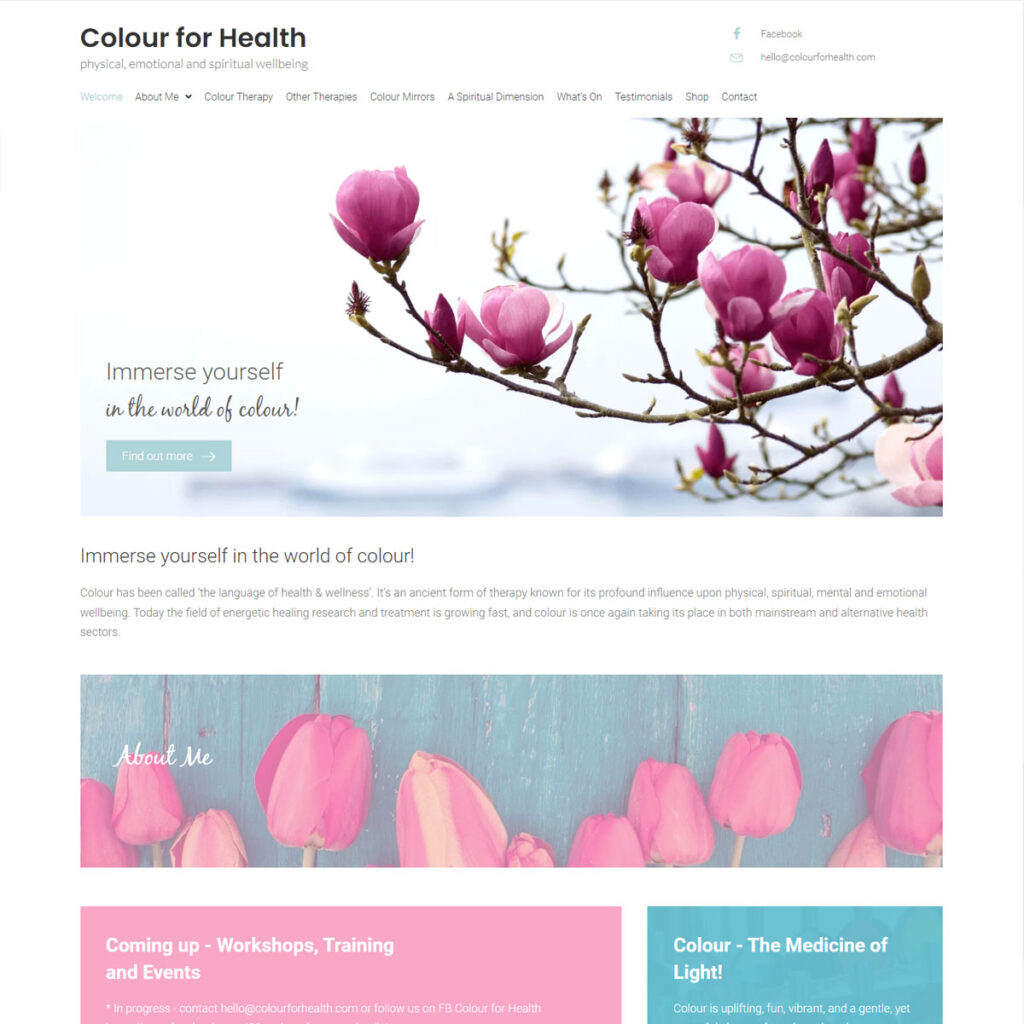 Colour for Health
physical, emotional and spiritual wellbeing
Facebook
hello@colourforhealth.com
Welcome About Me Colour Therapy Other Therapies Colour Mirrors A Spiritual Dimension What's On Testimonials Shop Contact
Immerse yourself
in the world of colour!
Find out more
Immerse yourself in the world of colour!
Colour has been called 'the language of health & wellness'. It's an ancient form of therapy known for its profound influence upon physical, spiritual, mental and emotional
wellbeing. Today the field of energetic healing research and treatment is growing fast, and colour is once again taking its place in both mainstream and alternative health
sectors.
About Me
Coming up - Workshops, Training
and Events
* In progress - contact hello@colourforhealth.com or follow us on FB Colour for Health
Colour - The Medicine of
Light!
Colour is uplifting, fun, vibrant, and a gentle, yet